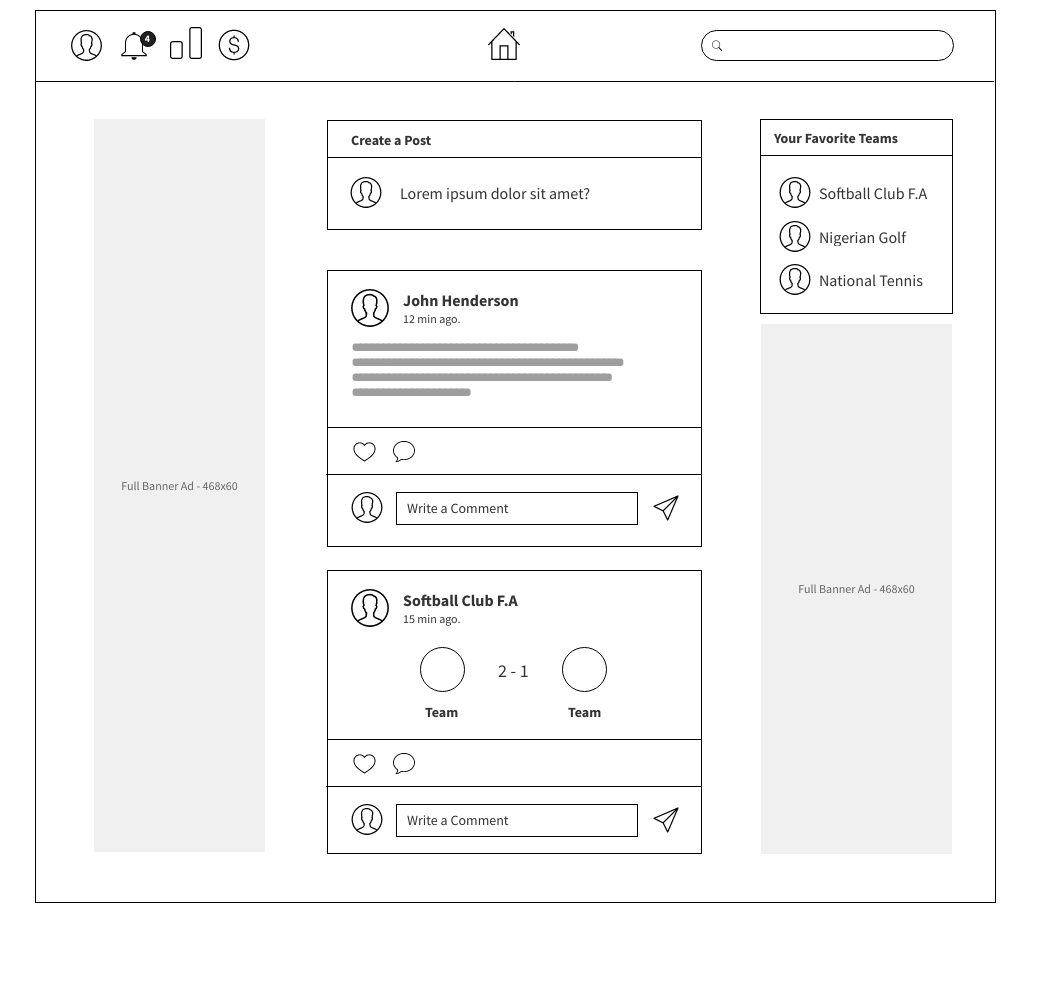 4
$
Create a Post
Lorem ipsum dolor sit amet?
Your Favorite Teams
Softball Club F.A
Nigerian Golf
National Tennis
John Henderson
12 min ago.
Write a Comment
Full Banner Ad - 468x60
Full Banner Ad - 468x60
Softball Club F.A
15 min ago.
2 - 1
Team Team
Write a Comment